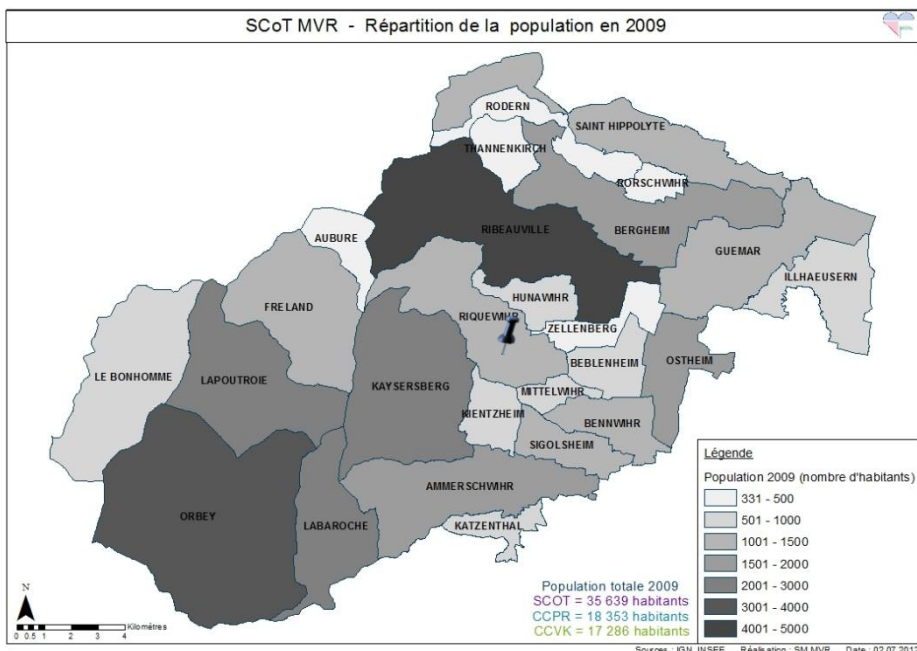 SCoT MVR - Répartition de la population en 2009
RODERN
SAINT HIPPOLYTE
THANNENKIRCH
RORSCHWIHR
AUBURE
RIBEAUVILLE
BERGHEIM
GUEMAR
ILLHAEUSERN
FRELAND
HUNAWIHR
RIQUEWIHR
ZELLENBERG
LE BONHOMME
LAPOUTROIE
KAYSERSBERG
BEBLENHEIM
OSTHEIM
MITTELWIHR
KIENTZHEIM
BENNWIHR
SIGOLSHEIM
AMMERSCHWIHR
ORBEY
LABAROCHE
KATZENTHAL
Légende
Population 2009 (nombre d'habitants)
331 - 500
501 - 1000
1001 - 1500
1501 - 2000
2001 - 3000
3001 - 4000
4001 - 5000
Population totale 2009
SCOT = 35 639 habitants
CCPR = 18 353 habitants
CCVK = 17 286 habitants
N
0 0.5 1 2 3 4 Kilomètres
Sources : IGN, INSEE Réalisation : SM MVR Date : 02.07.2012